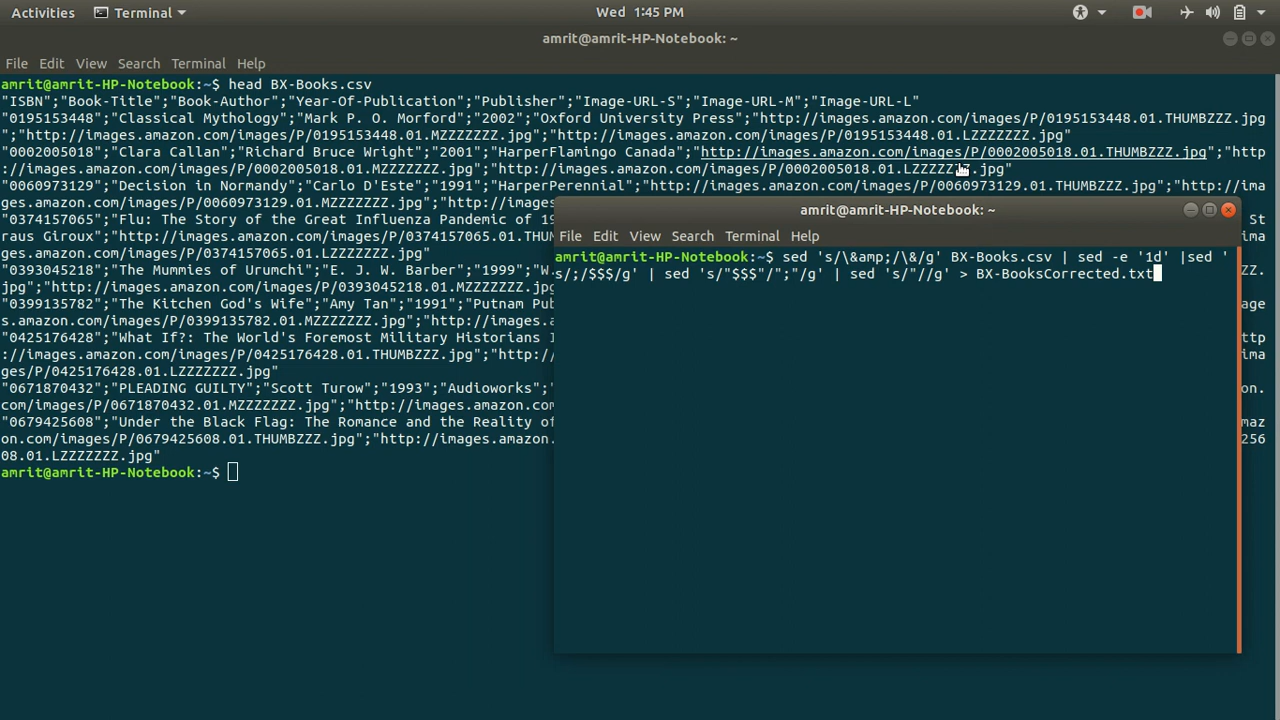 Activities Terminal Wed 1:45 PM
amrit@amrit-HP-Notebook: ~
File Edit View Search Terminal Help
amrit@amrit-HP-Notebook:~$ head BX-Books.csv
"ISBN";"Book-Title";"Book-Author";"Year-Of-Publication";"Publisher";"Image-URL-S";"Image-URL-M";"Image-URL-L"
"0195153448";"Classical Mythology";"Mark P. O. Morford";"2002";"Oxford University Press";"http://images.amazon.com/images/P/0195153448.01.THUMBZZZ.jpg
";"http://images.amazon.com/images/P/0195153448.01.MZZZZZZZ.jpg";"http://images.amazon.com/images/P/0195153448.01.LZZZZZZZ.jpg"
"0002005018";"Clara Callan";"Richard Bruce Wright";"2001";"HarperFlamingo Canada";"http://images.amazon.com/images/P/0002005018.01.THUMBZZZ.jpg";"http
://images.amazon.com/images/P/0002005018.01.MZZZZZZZ.jpg";"http://images.amazon.com/images/P/0002005018.01.LZZZZZZZ.jpg"
"0060973129";"Decision in Normandy";"Carlo D'Este";"1991";"HarperPerennial";"http://images.amazon.com/images/P/0060973129.01.THUMBZZZ.jpg";"http://ima
ges.amazon.com/images/P/0060973129.01.MZZZZZZZ.jpg";"http
"0374157065";"Flu: The Story of the Great Influenza Pandemic of 19 St
raus Giroux";"http://images.amazon.com/images/P/0374157065.01.THUM
ges.amazon.com/images/P/0374157065.01.LZZZZZZZ.jpg"
"0393045218";"The Mummies of Urumchi";"E. J. W. Barber";"1999";"W. ZZ.
jpg";"http://images.amazon.com/images/P/0393045218.01.MZZZZZZZ.jp
"0399135782";"The Kitchen God's Wife";"Amy Tan";"1991";"Putnam Pub age
s.amazon.com/images/P/0399135782.01.MZZZZZZZ.jpg";"http://images.a
"0425176428";"What If?: The World's Foremost Military Historians I ttp
://images.amazon.com/images/P/0425176428.01.THUMBZZZ.jpg";"http:/ ima
ges/P/0425176428.01.LZZZZZZZ.jpg"
"0671870432";"PLEADING GUILTY";"Scott Turow";"1993";"Audioworks"; on.
com/images/P/0671870432.01.MZZZZZZZ.jpg";"http://images.amazon.com
"0679425608";"Under the Black Flag: The Romance and the Reality of maz
on.com/images/P/0679425608.01.THUMBZZZ.jpg";"http://images.amazon. 256
08.01.LZZZZZZZ.jpg"
amrit@amrit-HP-Notebook:~$
amrit@amrit-HP-Notebook: ~
File Edit View Search Terminal Help
amrit@amrit-HP-Notebook:~$ sed 's/\&amp;/\&/g' BX-Books.csv | sed -e '1d' |sed '
s/;/$$$/g' | sed 's/"$$$"/";"/g' | sed 's/"//g' > BX-BooksCorrected.txt